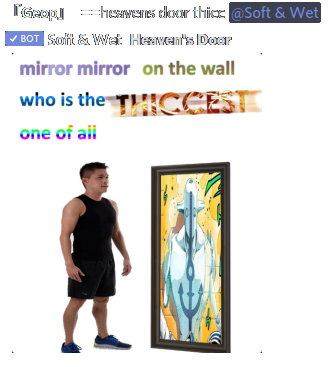 『Geop』 ==heavens door thicc @Soft & Wet
✔ BOT Soft & Wet: Heaven's Door
mirror mirror on the wall
who is the THICCEST
one of all